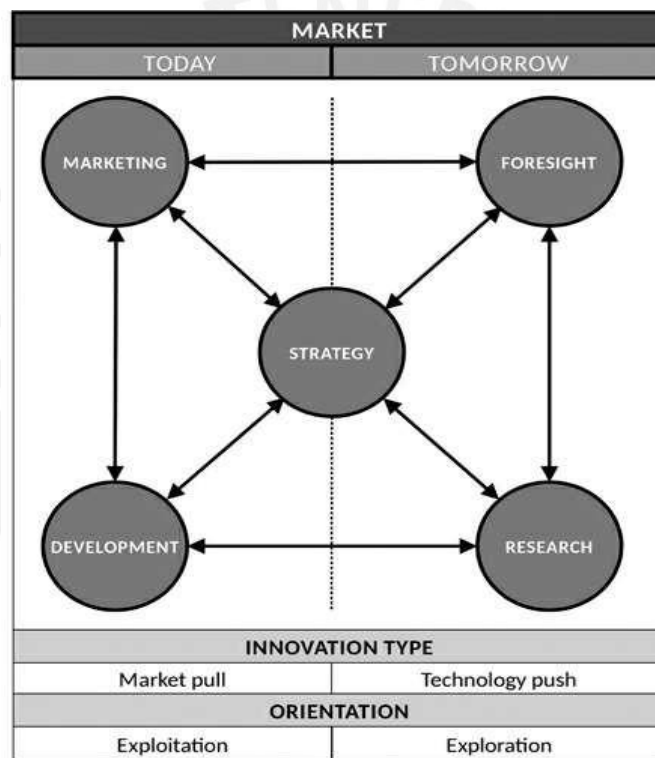 MARKET
TODAY TOMORROW
MARKETING FORESIGHT
STRATEGY
DEVELOPMENT RESEARCH
INNOVATION TYPE
Market pull Technology push
ORIENTATION
Exploitation Exploration